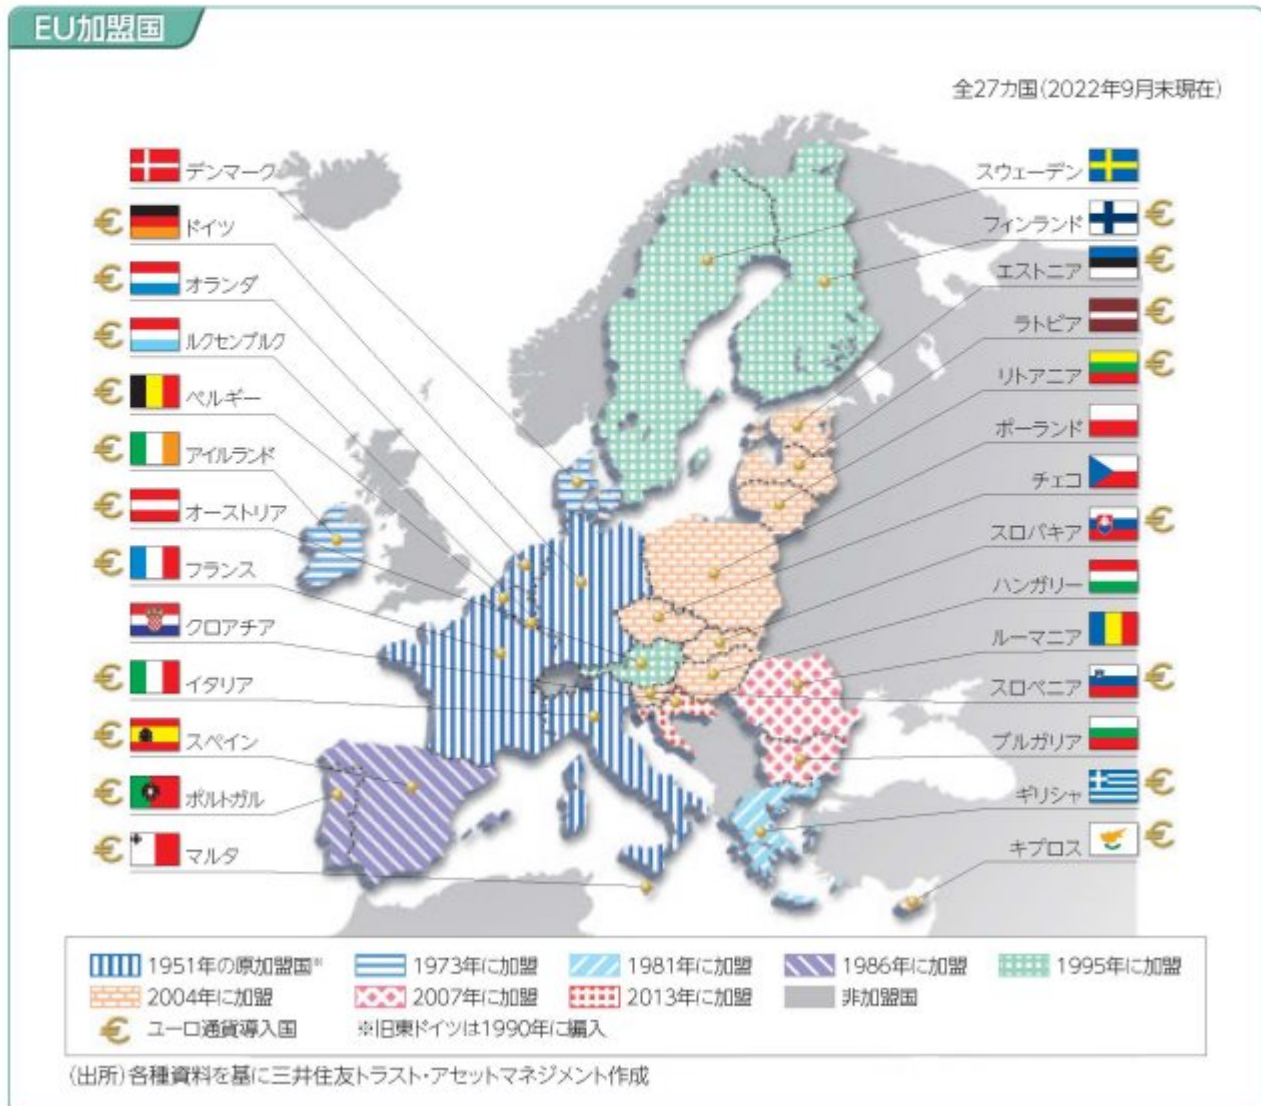 EU加盟国
全27カ国(2022年9月末現在)
デンマーク
€ ドイツ
€ オランダ
€ ルクセンブルク
€ ベルギー
€ アイルランド
€ オーストリア
€ フランス
クロアチア
€ イタリア
€ スペイン
€ ポルトガル
€ マルタ
スウェーデン
フィンランド €
エストニア €
ラトビア €
リトアニア €
ポーランド
チェコ
スロバキア €
ハンガリー
ルーマニア
スロベニア €
ブルガリア
ギリシャ €
キプロス €
1951年の原加盟国※ 1973年に加盟 1981年に加盟 1986年に加盟 1995年に加盟
2004年に加盟 2007年に加盟 2013年に加盟 非加盟国
€ ユーロ通貨導入国 ※旧東ドイツは1990年に編入
(出所)各種資料を基に三井住友トラスト・アセットマネジメント作成